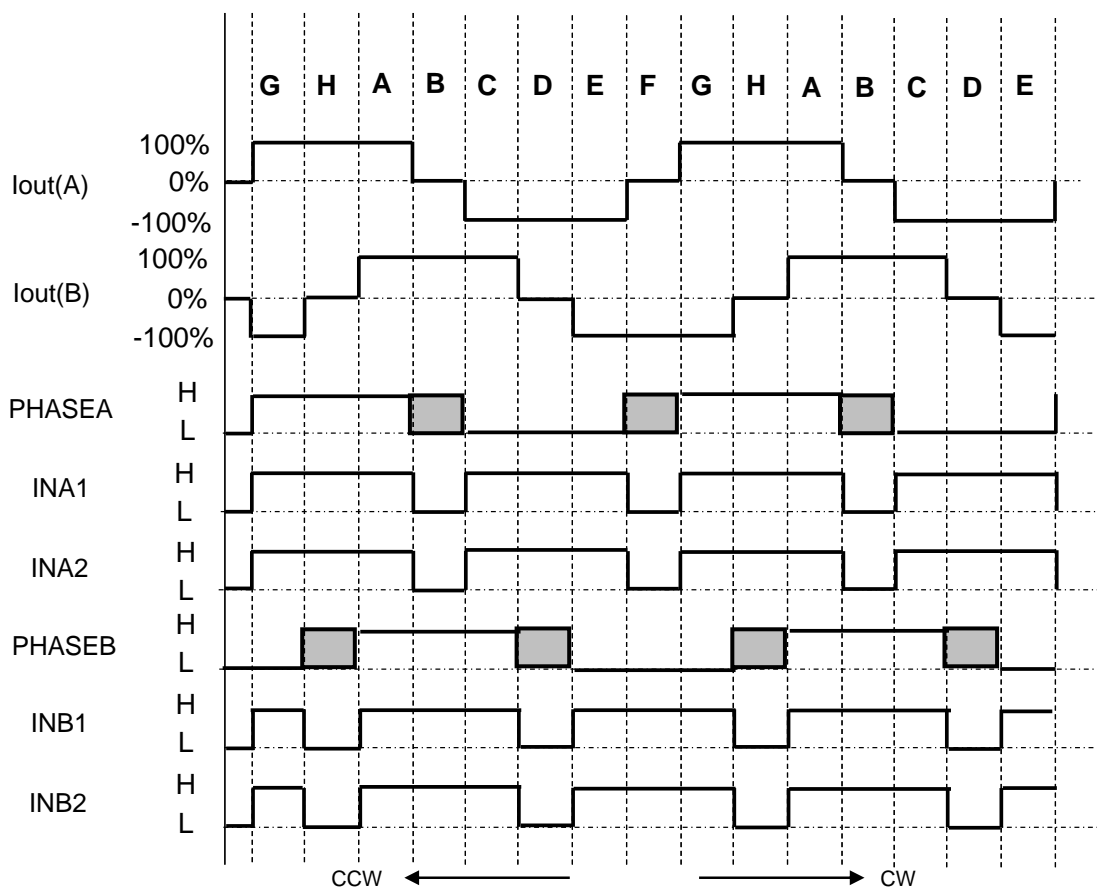 G H A B C D E F G H A B C D E
100%
Iout(A) 0%
-100%
100%
Iout(B) 0%
-100%
H
PHASEA
L
H
INA1
L
H
INA2
L
H
PHASEB
L
H
INB1
L
H
INB2
L
CCW CW